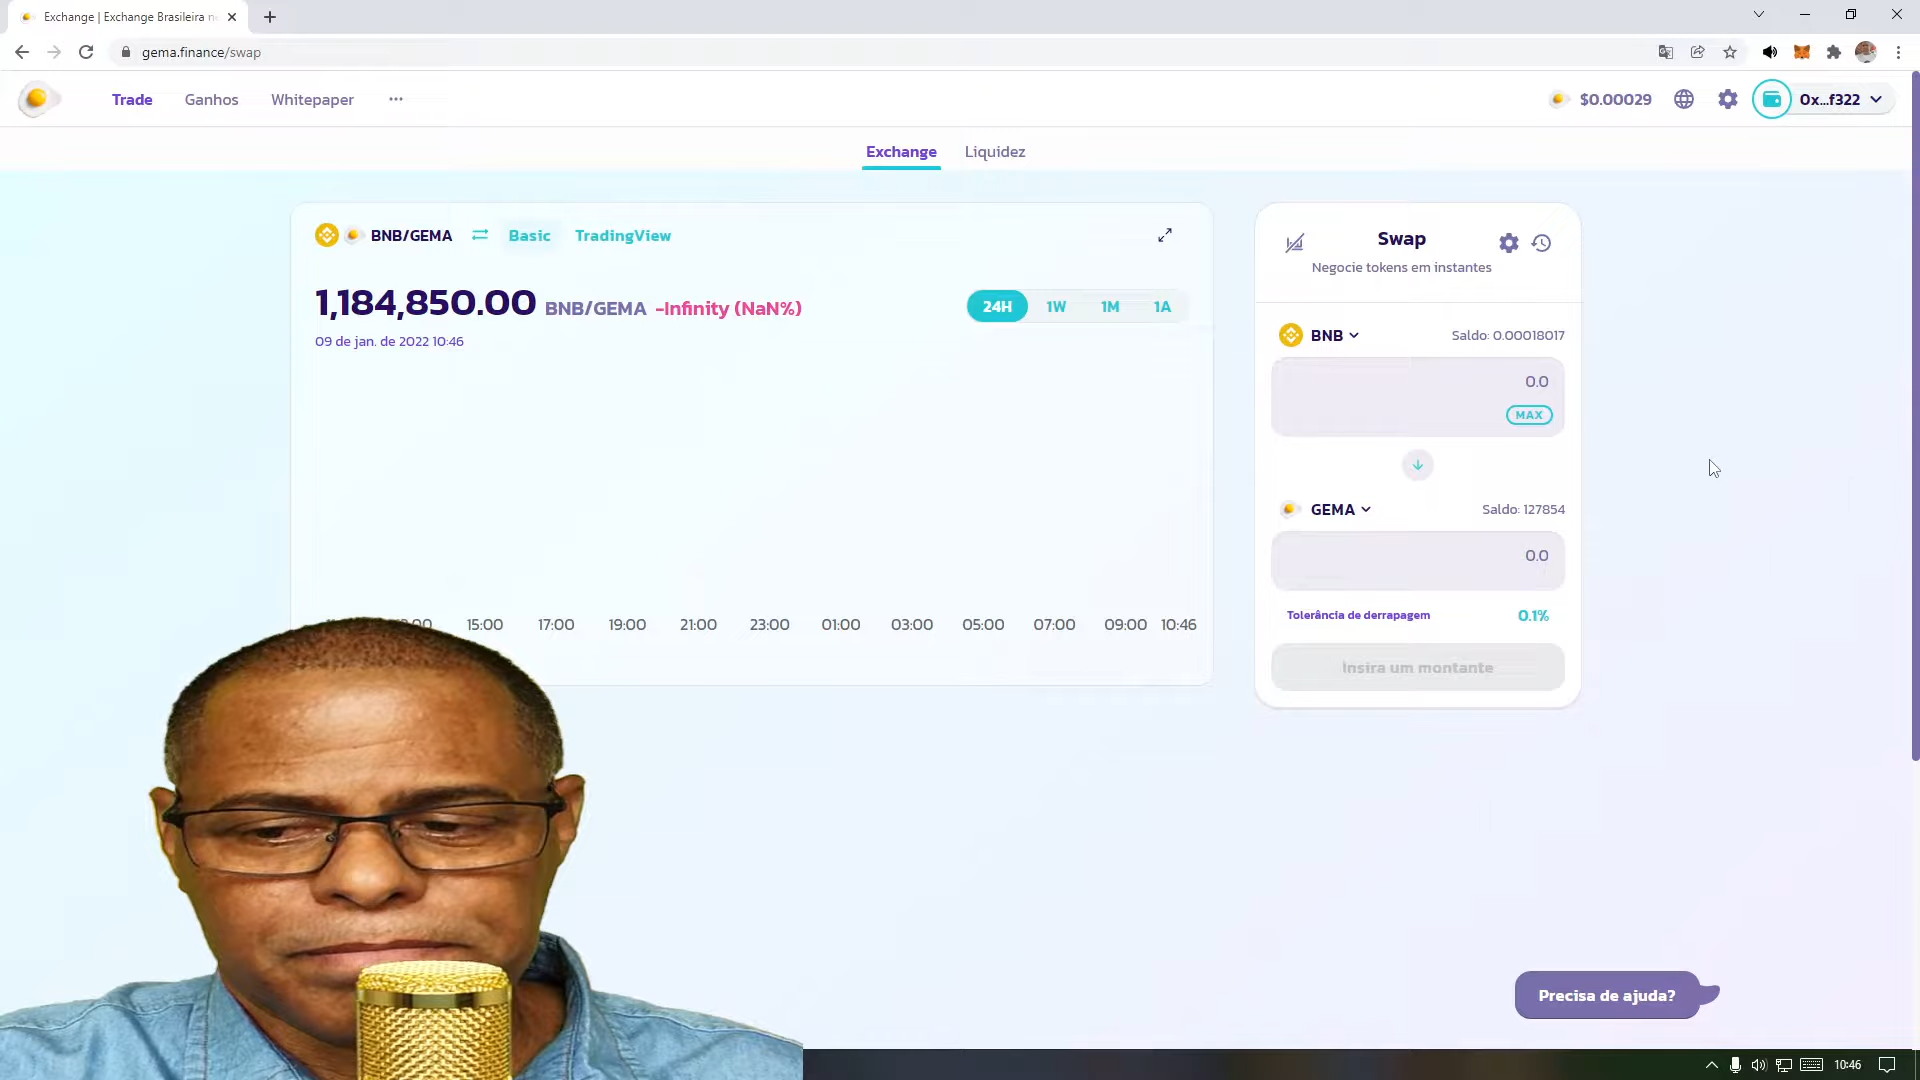 Exchange | Exchange Brasileira n
gema.finance/swap
Trade Ganhos Whitepaper ...
$0.00029 0x...f322
Exchange Liquidez
BNB/GEMA Basic TradingView
1,184,850.00 BNB/GEMA -Infinity (NaN%)
24H 1W 1M 1A
09 de jan. de 2022 10:46
15:00 17:00 19:00 21:00 23:00 01:00 03:00 05:00 07:00 09:00 10:46
Swap
Negocie tokens em instantes
BNB Saldo: 0.00018017
0.0
MAX
GEMA Saldo: 127854
0.0
Tolerância de derrapagem 0.1%
Insira um montante
Precisa de ajuda?
10:46